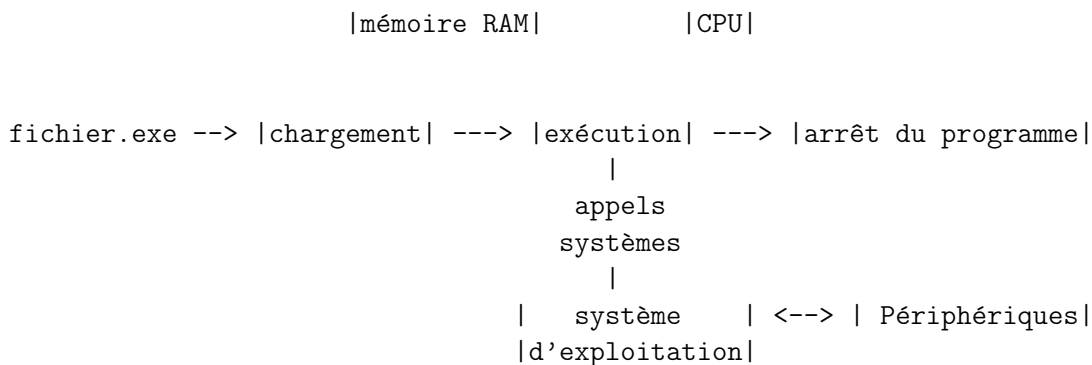 |mémoire RAM| |CPU|
fichier.exe --> |chargement| ---> |exécution| ---> |arrêt du programme|
|
appels
systèmes
|
| système | <--> | Périphériques|
|d'exploitation|